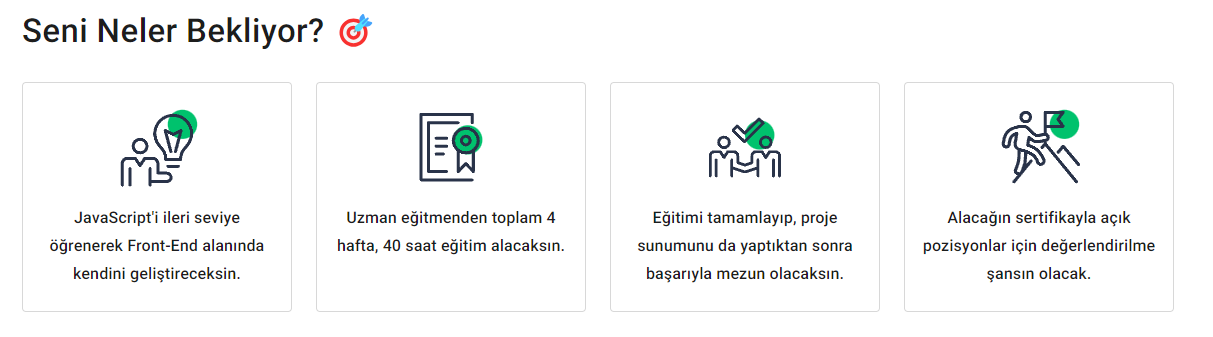 Seni Neler Bekliyor?
JavaScript'i ileri seviye
öğrenerek Front-End alanında
kendini geliştireceksin.
Uzman eğitmenden toplam 4
hafta, 40 saat eğitim alacaksın.
Eğitimi tamamlayıp, proje
sunumunu da yaptıktan sonra
başarıyla mezun olacaksın.
Alacağın sertifikayla açık
pozisyonlar için değerlendirilme
şansın olacak.